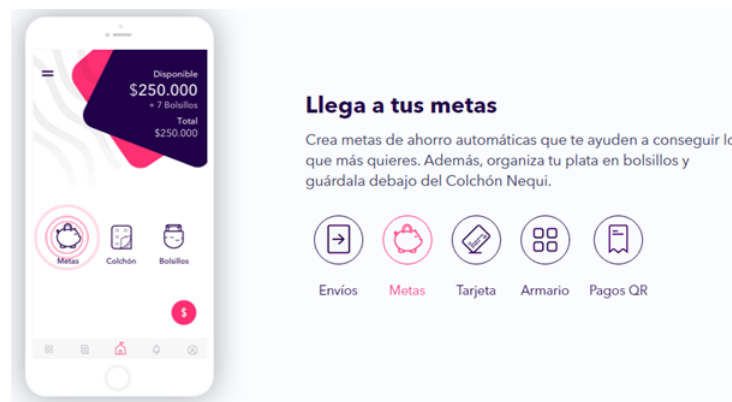 Disponible
$250.000
+ 7 Bolsillos
Total
$250.000
Metas
Colchón
Bolsillos
$
Llega a tus metas
Crea metas de ahorro automáticas que te ayuden a conseguir lo
que más quieres. Además, organiza tu plata en bolsillos y
guárdala debajo del Colchón Nequi.
Envíos
Metas
Tarjeta
Armario
Pagos QR